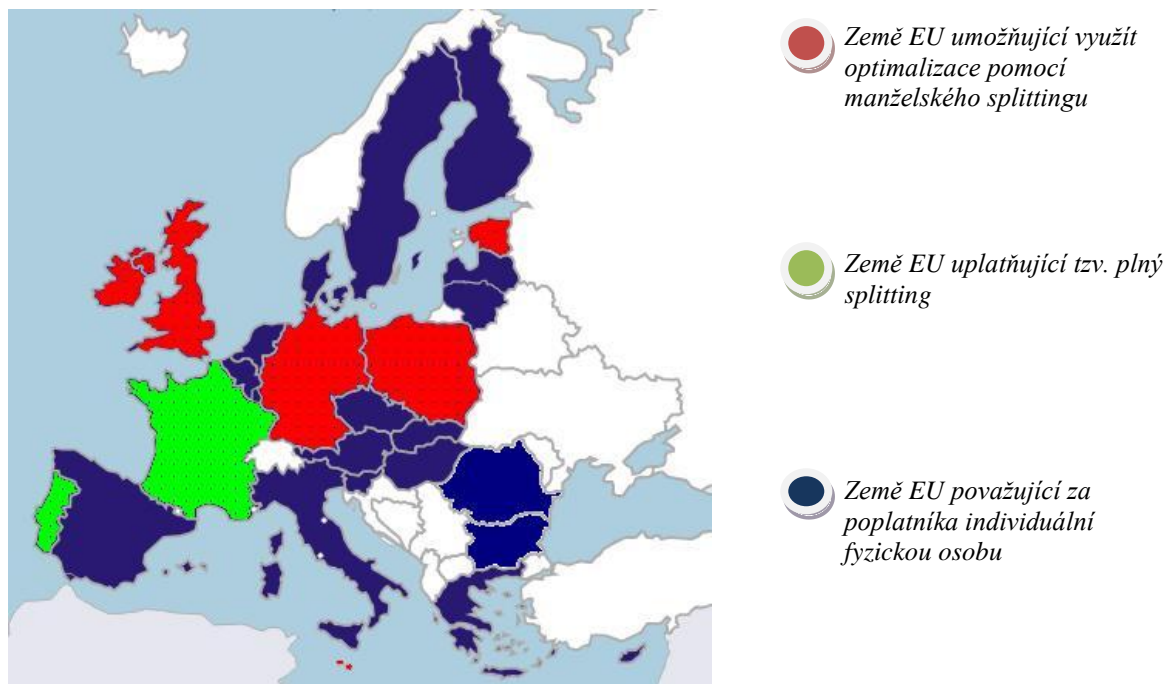 Země EU umožňující využít
optimalizace pomocí
manželského splittingu
Země EU uplatňující tzv. plný
splitting
Země EU považující za
poplatníka individuální
fyzickou osobu